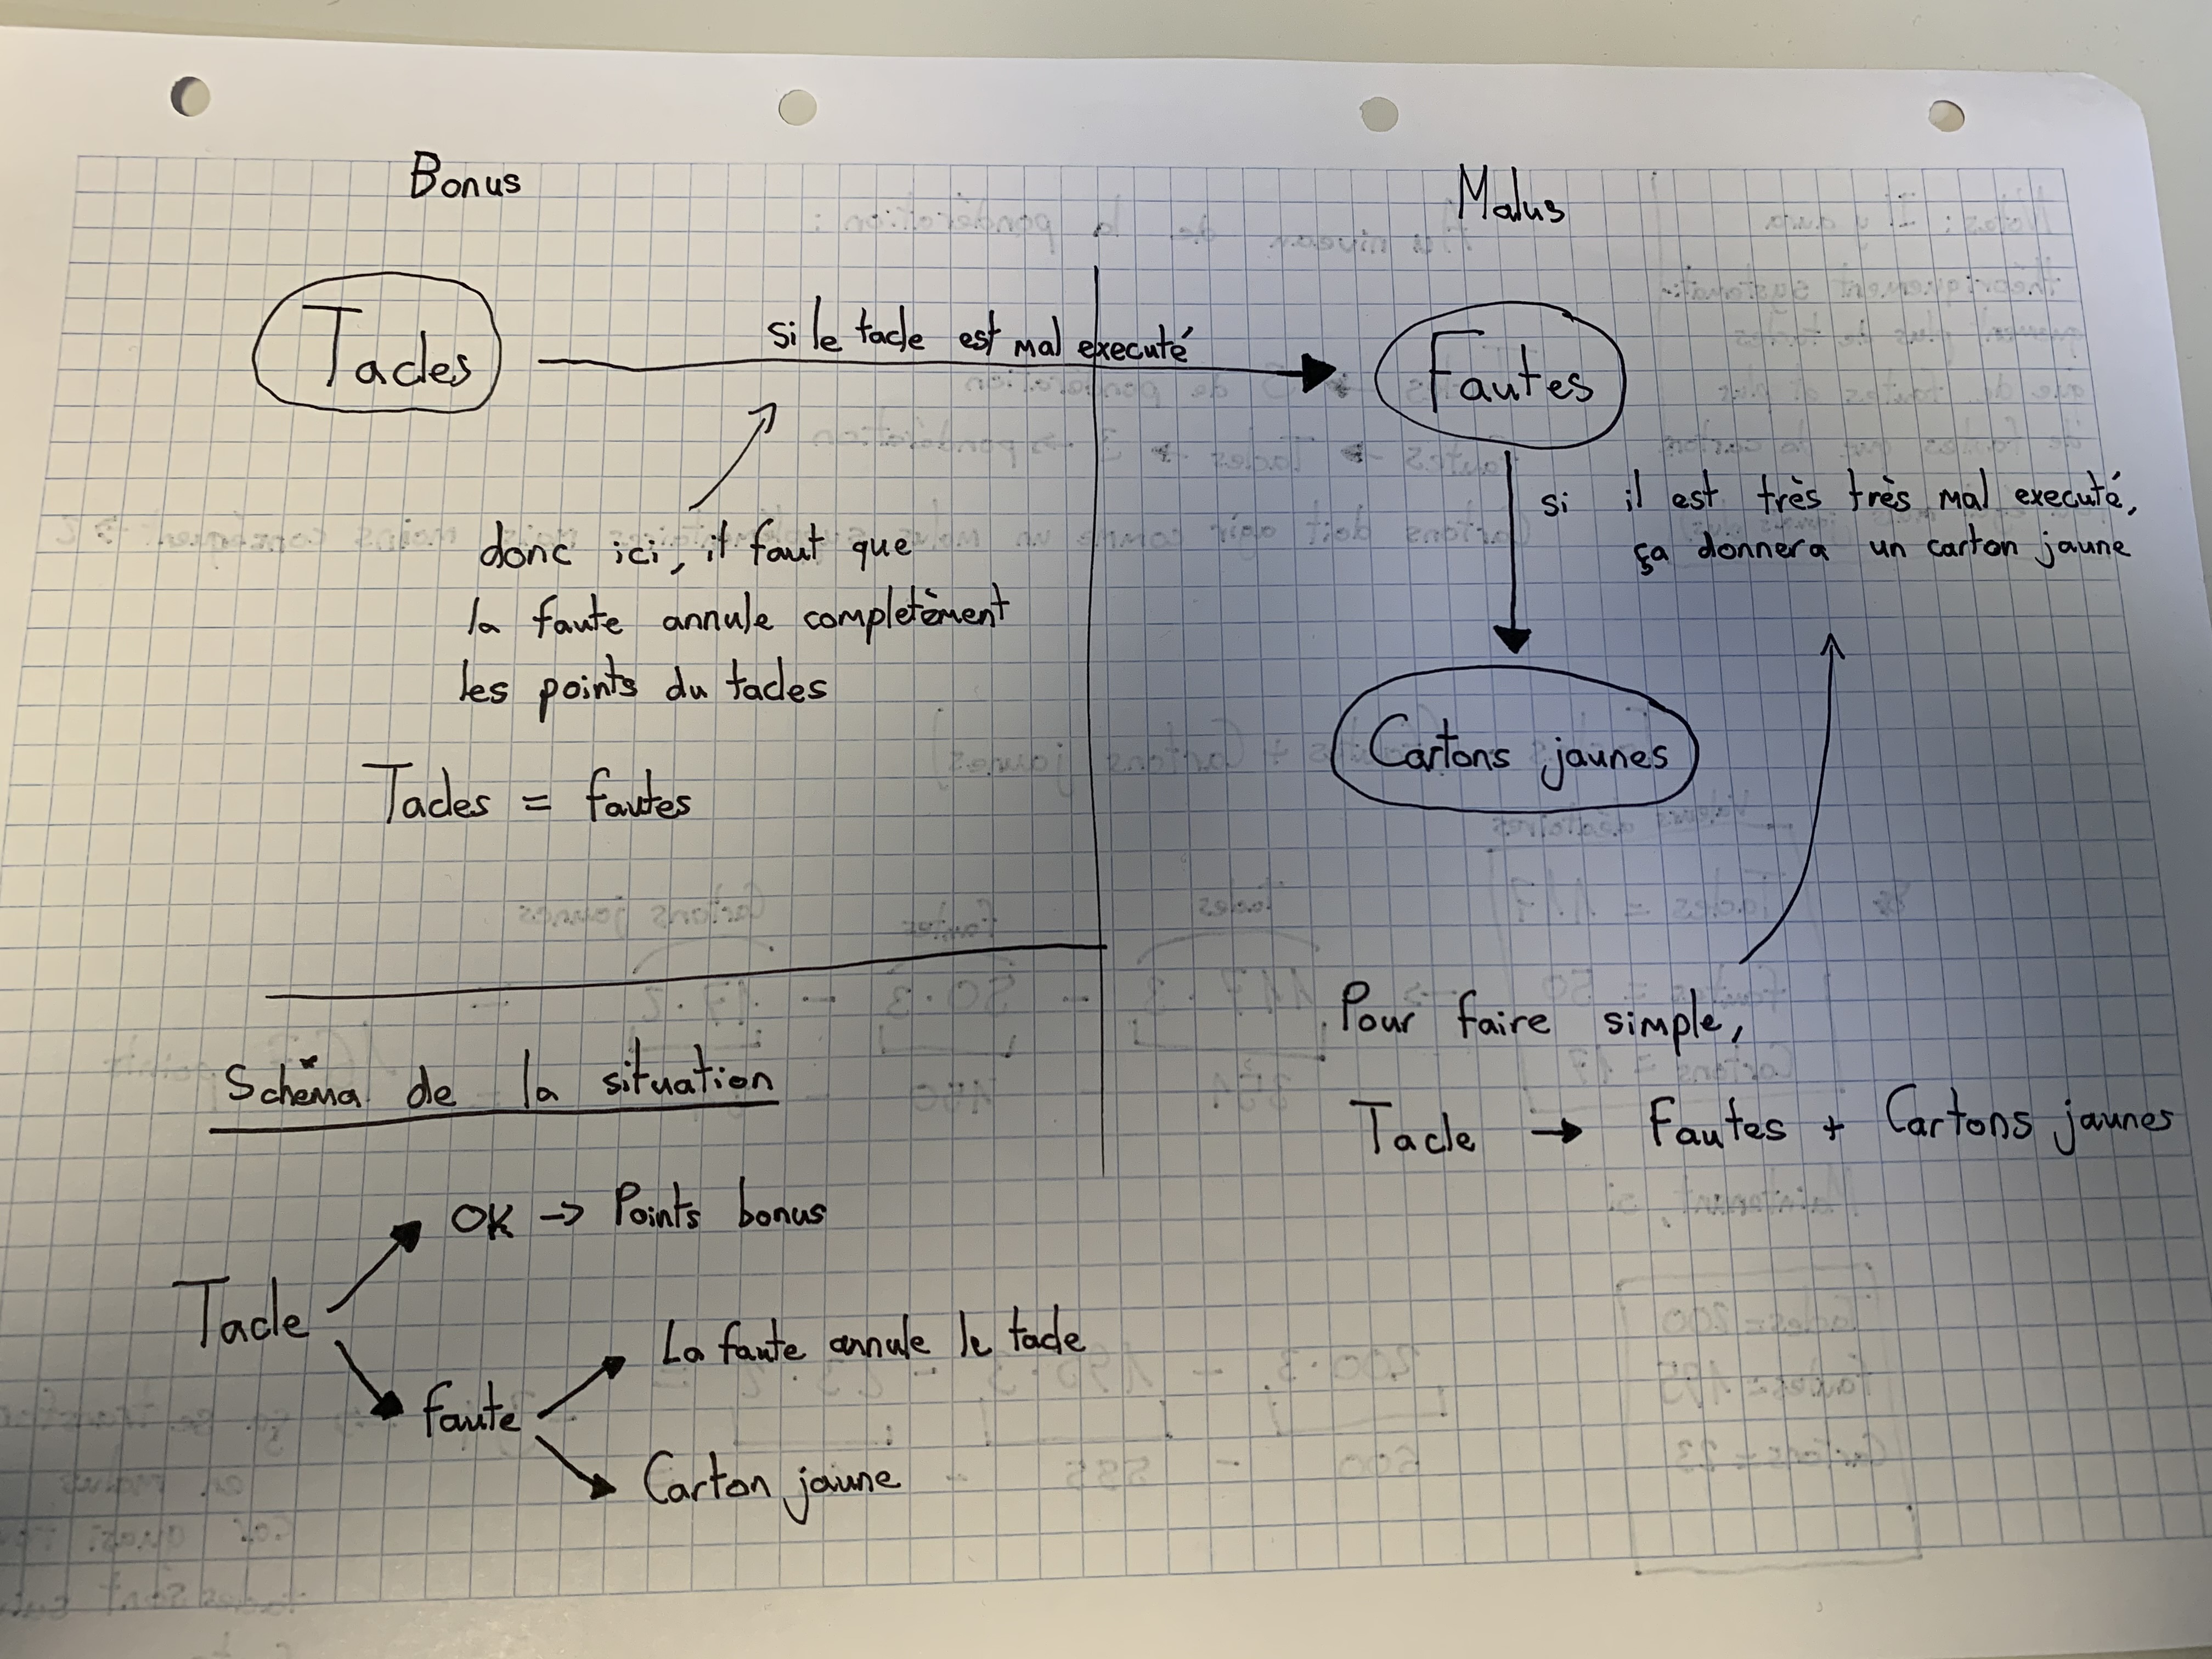 Bonus
Malus
Tacles
si le tacle est mal executé
Fautes
si il est très très mal executé,
ça donnera un carton jaune
donc ici, il faut que
la faute annule complètement
les points du tacles
Tacles = fautes
Cartons jaunes
Pour faire simple,
Tacle → Fautes + Cartons jaunes
Schéma de la situation
Tacle
OK → Points bonus
faute
La faute annule le tacle
Carton jaune